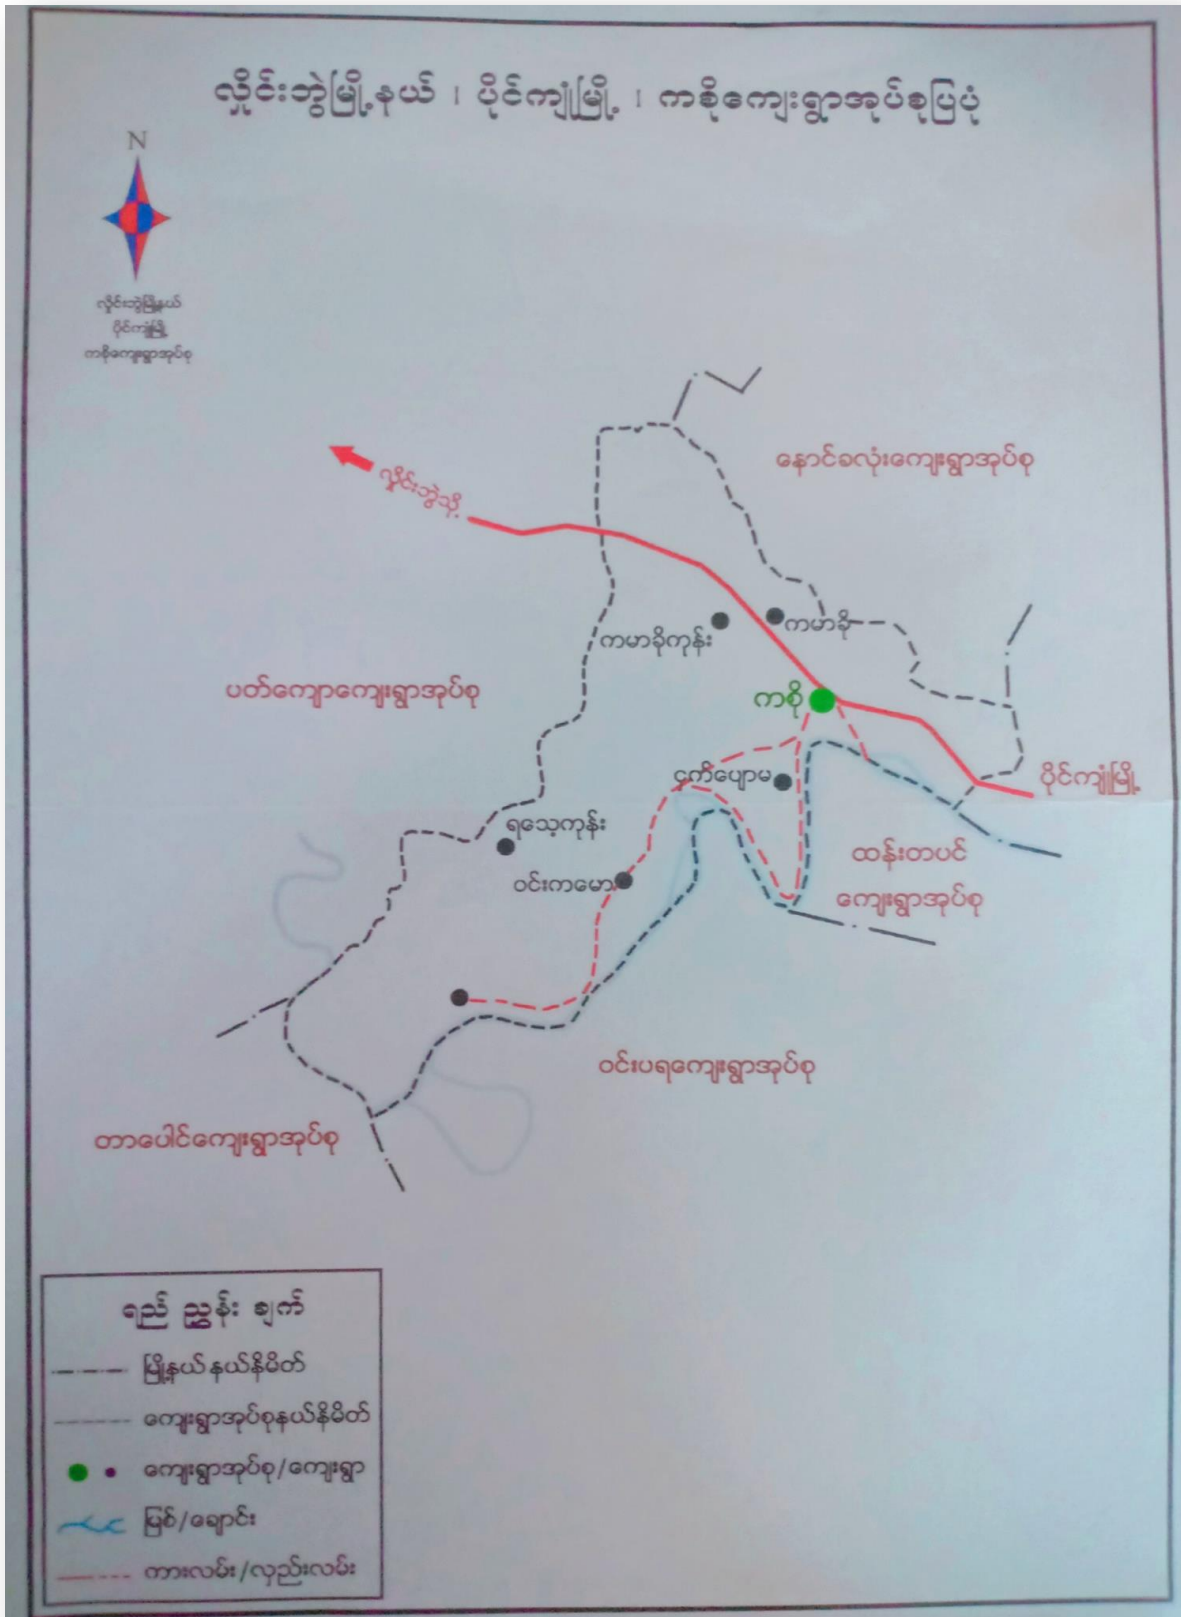 လှိုင်းဘွဲမြို့နယ် ၊ ပိုင်ကျုံမြို့ ၊ ကစိုကျေးရွာအုပ်စုပြပုံ
N
လှိုင်းဘွဲမြို့နယ်
ပိုင်ကျုံမြို့
ကစိုကျေးရွာအုပ်စု
နောင်ခလုံးကျေးရွာအုပ်စု
လှိုင်းဘွဲသို့
ကမာခိုကုန်း
ကမာခို
ပတ်ကျောကျေးရွာအုပ်စု
ကစို
ငှက်ပျောမ
ပိုင်ကျုံမြို့
ရသေ့ကုန်း
ထန်းတပင်
ကျေးရွာအုပ်စု
ဝင်းကမော
ဝင်းပရကျေးရွာအုပ်စု
တာပေါင်ကျေးရွာအုပ်စု
ရည် ညွှန်း ချက်
မြို့နယ်နယ်နိမိတ်
ကျေးရွာအုပ်စုနယ်နိမိတ်
ကျေးရွာအုပ်စု/ကျေးရွာ
မြစ်/ချောင်း
ကားလမ်း/လှည်းလမ်း